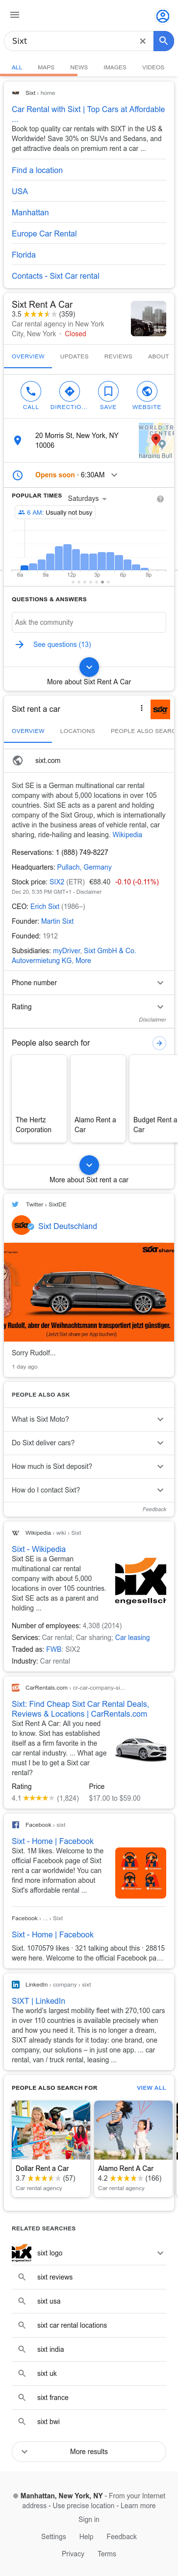 Sixt
ALL MAPS NEWS IMAGES VIDEOS
Sixt › home
Car Rental with Sixt | Top Cars at Affordable
...
Book top quality car rentals with SIXT in the US &
Worldwide! Save 30% on SUVs and Sedans, and
get attractive deals on premium rent a car ...
Find a location
USA
Manhattan
Europe Car Rental
Florida
Contacts - Sixt Car rental
Sixt Rent A Car
3.5 (359)
Car rental agency in New York
City, New York · Closed
OVERVIEW UPDATES REVIEWS ABOUT
CALL DIRECTIO... SAVE WEBSITE
20 Morris St, New York, NY
10006
Opens soon · 6:30AM
POPULAR TIMES Saturdays
6 AM: Usually not busy
6a 9a 12p 3p 6p 9p
QUESTIONS & ANSWERS
Ask the community
See questions (13)
More about Sixt Rent A Car
Sixt rent a car
OVERVIEW LOCATIONS PEOPLE ALSO SEARC
sixt.com
Sixt SE is a German multinational car rental
company with about 5,000 locations in over 105
countries. Sixt SE acts as a parent and holding
company of the Sixt Group, which is internationally
active in the business areas of vehicle rental, car
sharing, ride-hailing and leasing. Wikipedia
Reservations: 1 (888) 749-8227
Headquarters: Pullach, Germany
Stock price: SIX2 (ETR) €88.40 -0.10 (-0.11%)
Dec 20, 5:35 PM GMT+1 - Disclaimer
CEO: Erich Sixt (1986–)
Founder: Martin Sixt
Founded: 1912
Subsidiaries: myDriver, Sixt GmbH & Co.
Autovermietung KG, More
Phone number
Rating
Disclaimer
People also search for
The Hertz
Corporation
Alamo Rent a
Car
Budget Rent a
Car
More about Sixt rent a car
Twitter › SixtDE
Sixt Deutschland
Sixt share
y Rudolf, aber der Weihnachtsmann transportiert jetzt günstiger.
(Jetzt Sixt share per App buchen)
Sorry Rudolf...
1 day ago
PEOPLE ALSO ASK
What is Sixt Moto?
Do Sixt deliver cars?
How much is Sixt deposit?
How do I contact Sixt?
Feedback
Wikipedia › wiki › Sixt
Sixt - Wikipedia
Sixt SE is a German
multinational car rental
company with about 5,000
locations in over 105 countries.
Sixt SE acts as a parent and
holding ...
engesellsch
Number of employees: 4,308 (2014)
Services: Car rental; Car sharing; Car leasing
Traded as: FWB: SIX2
Industry: Car rental
CarRentals.com › cr-car-company-si...
Sixt: Find Cheap Sixt Car Rental Deals,
Reviews & Locations | CarRentals.com
Sixt Rent A Car: All you need
to know. Sixt has established
itself as a firm favorite in the
car rental industry. ... What age
must I be to get a Sixt car
rental?
Rating Price
4.1 (1,824) $17.00 to $59.00
Facebook › sixt
Sixt - Home | Facebook
Sixt. 1M likes. Welcome to the
official Facebook page of Sixt
rent a car worldwide! You can
find more information about
Sixt's affordable rental ...
Facebook › ... › Sixt
Sixt - Home | Facebook
Sixt. 1070579 likes · 321 talking about this · 28815
were here. Welcome to the official Facebook pa...
LinkedIn › company › sixt
SIXT | LinkedIn
The world's largest mobility fleet with 270,100 cars
in over 110 countries is available precisely when
and how you need it. This is no longer a dream,
SIXT already stands for it today: one brand, one
company, our solutions – in just one app. ... car
rental, van / truck rental, leasing ...
PEOPLE ALSO SEARCH FOR VIEW ALL
Dollar Rent a Car
3.7 (57)
Car rental agency
Alamo Rent A Car
4.2 (166)
Car rental agency
RELATED SEARCHES
sixt logo
sixt reviews
sixt usa
sixt car rental locations
sixt india
sixt uk
sixt france
sixt bwi
More results
Manhattan, New York, NY - From your Internet
address - Use precise location - Learn more
Sign in
Settings Help Feedback
Privacy Terms